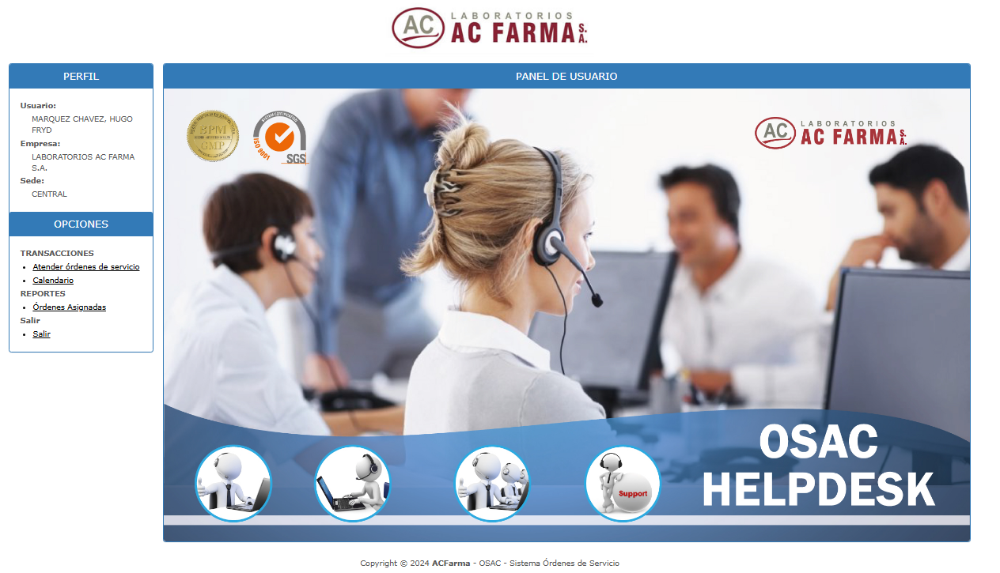 AC
LABORATORIOS
AC FARMA S.A.
PERFIL
Usuario:
MARQUEZ CHAVEZ, HUGO
FRYD
Empresa:
LABORATORIOS AC FARMA
S.A.
Sede:
CENTRAL
OPCIONES
TRANSACCIONES
Atender órdenes de servicio
Calendario
REPORTES
Órdenes Asignadas
Salir
Salir
PANEL DE USUARIO
BPM
GMP
SYSTEM CERTIFICATION
ISO 9001
SGS
AC
LABORATORIOS
AC FARMA S.A.
Support
OSAC
HELPDESK
Copyright © 2024 ACFarma - OSAC - Sistema Órdenes de Servicio